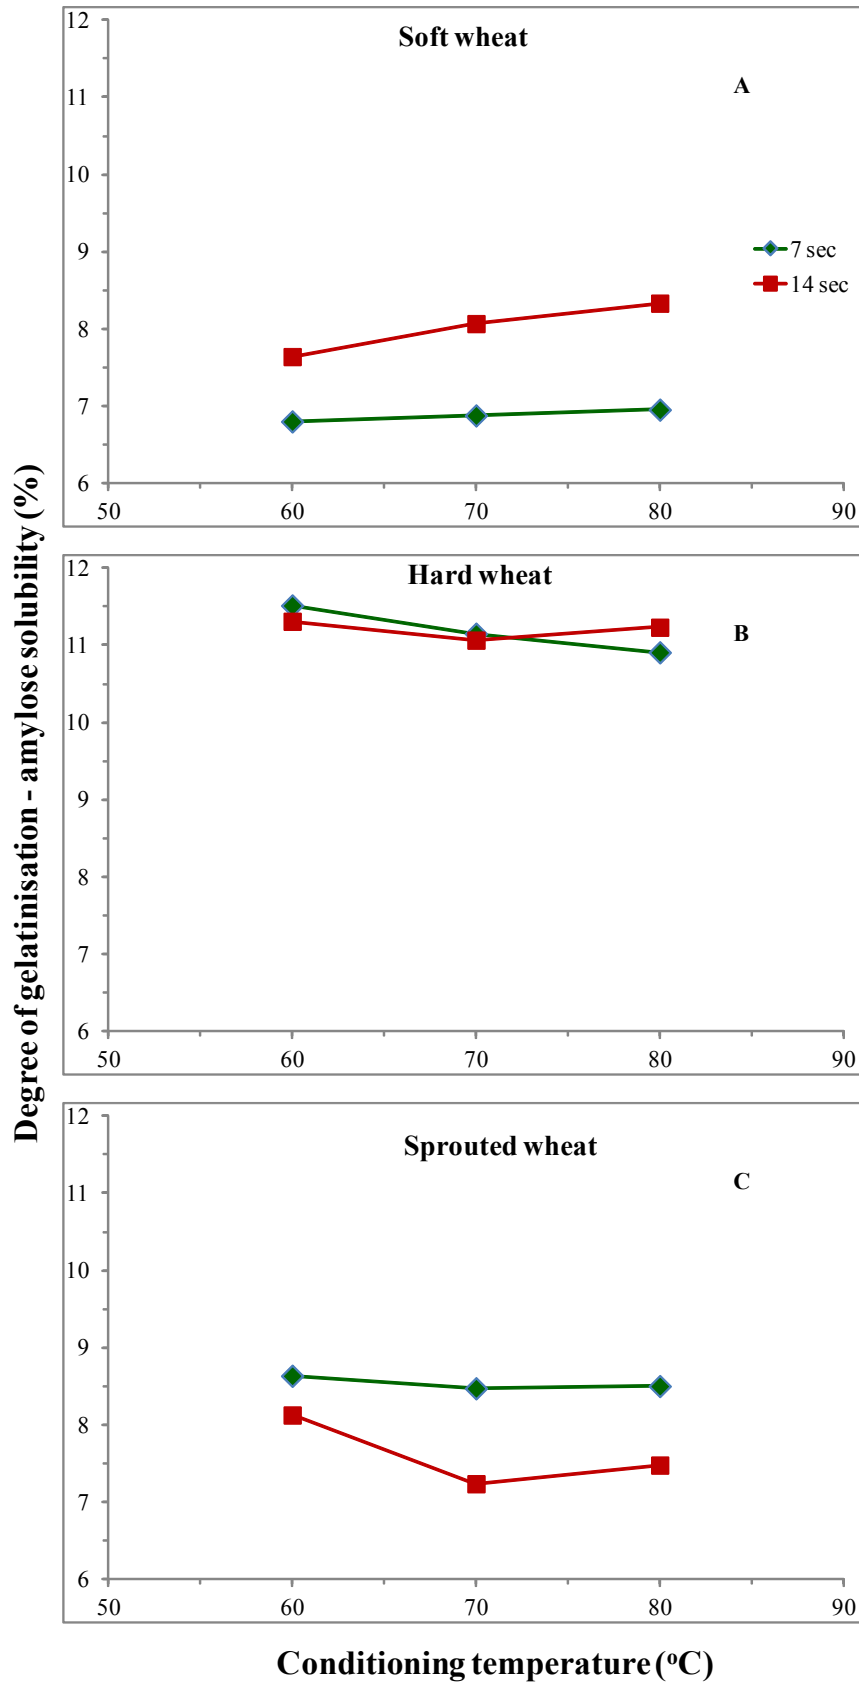 Degree of gelatinisation - amylose solubility (%)
Soft wheat
A
12
11
10
9
8
7
6
7 sec
14 sec
50 60 70 80 90
Hard wheat
B
12
11
10
9
8
7
6
50 60 70 80 90
Sprouted wheat
C
12
11
10
9
8
7
6
50 60 70 80 90
Conditioning temperature (ºC)